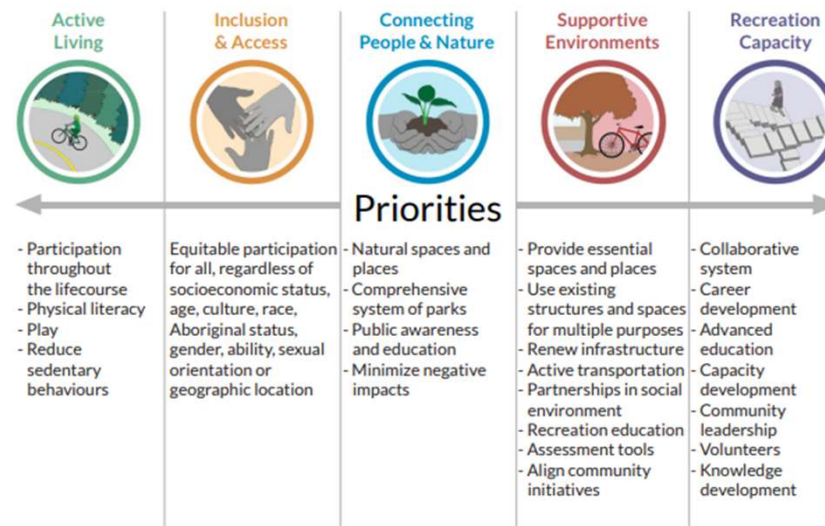 Active
Living
Inclusion
& Access
Connecting
People & Nature
Supportive
Environments
Recreation
Capacity
Priorities
- Participation
throughout
the lifecourse
- Physical literacy
- Play
- Reduce
sedentary
behaviours
Equitable participation
for all, regardless of
socioeconomic status,
age, culture, race,
Aboriginal status,
gender, ability, sexual
orientation or
geographic location
- Natural spaces and
places
- Comprehensive
system of parks
- Public awareness
and education
- Minimize negative
impacts
- Provide essential
spaces and places
- Use existing
structures and spaces
for multiple purposes
- Renew infrastructure
- Active transportation
- Partnerships in social
environment
- Recreation education
- Assessment tools
- Align community
initiatives
- Collaborative
system
- Career
development
- Advanced
education
- Capacity
development
- Community
leadership
- Volunteers
- Knowledge
development